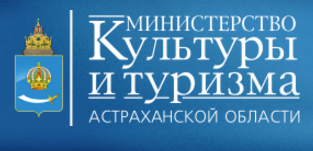 МИНИСТЕРСТВО
Культуры
и туризма
АСТРАХАНСКОЙ ОБЛАСТИ